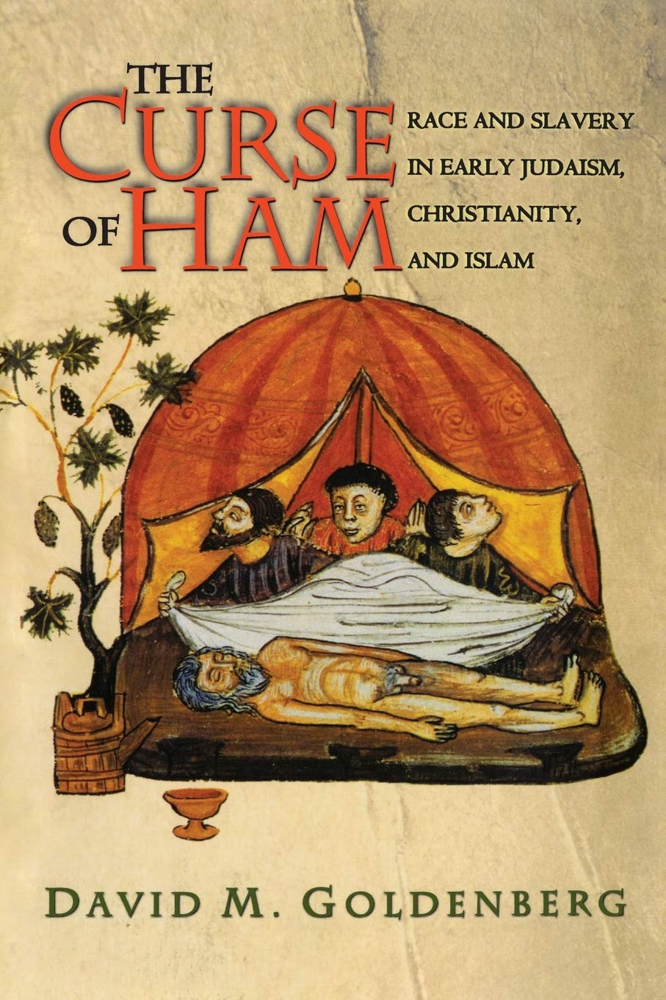 THE
CURSE
OF HAM
RACE AND SLAVERY
IN EARLY JUDAISM,
CHRISTIANITY,
AND ISLAM
DAVID M. GOLDENBERG